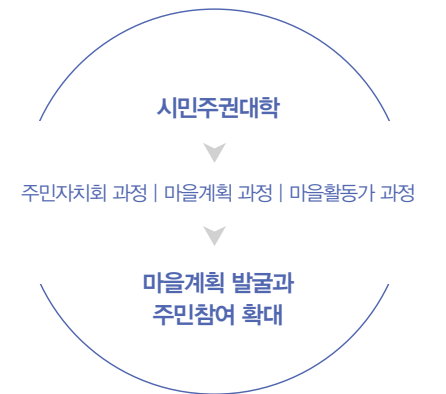 시민주권대학
주민자치회 과정 | 마을계획 과정 | 마을활동가 과정
마을계획 발굴과
주민참여 확대